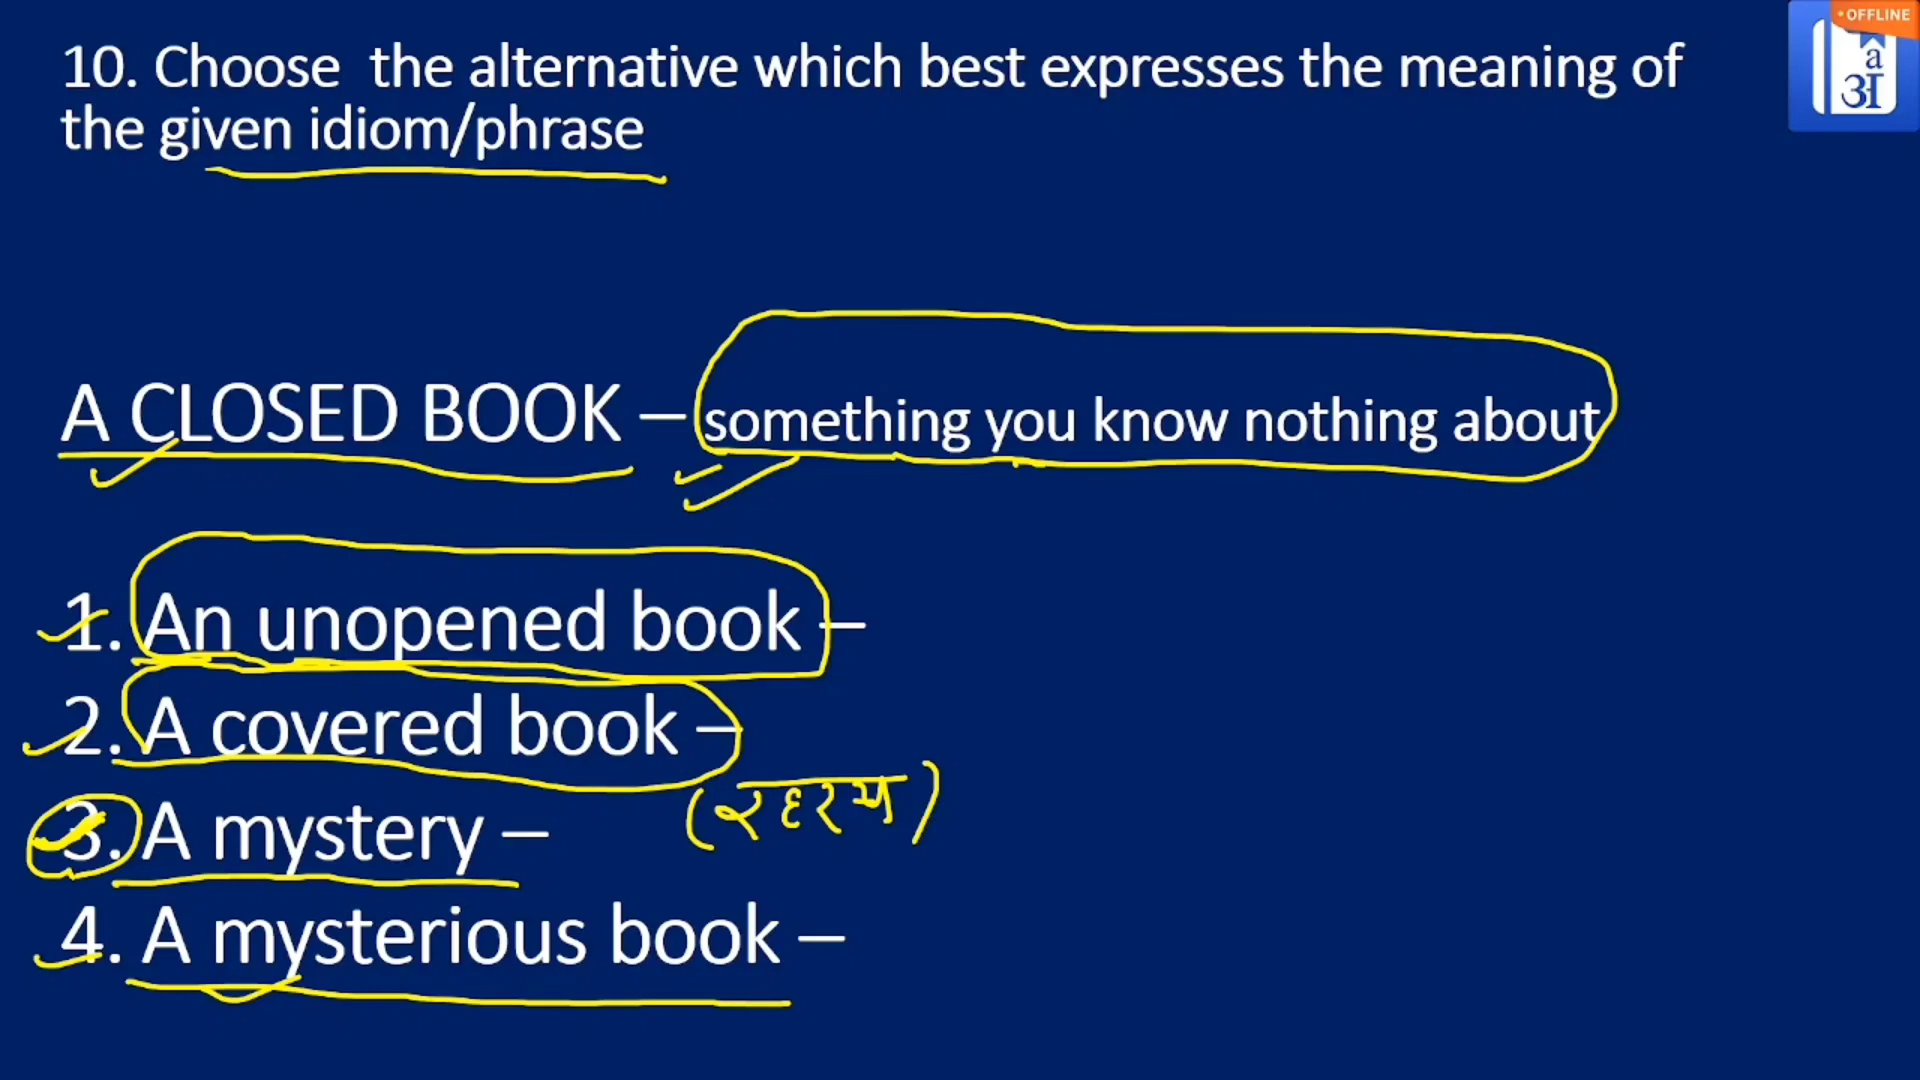 • OFFLINE
a
अ
10. Choose the alternative which best expresses the meaning of
the given idiom/phrase
A CLOSED BOOK – something you know nothing about
1. An unopened book –
2. A covered book –
(रहस्य)
3. A mystery –
4. A mysterious book –